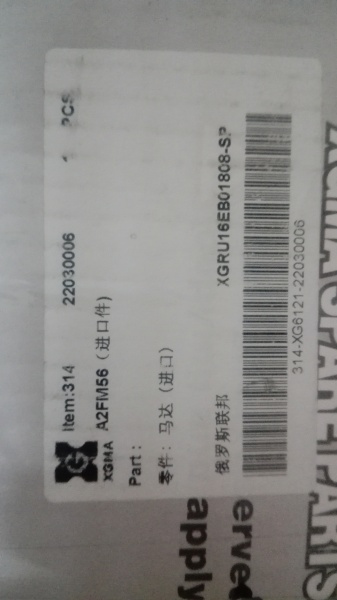 XGMA
Item:314 22030006 PCS
A2FM56（进口件)
Part :
零件: 马达（进口）
俄罗斯联邦 XGRU16EB01808-SP
314-XG6121-22030006
XGMASPAREPARTS
erved
apply